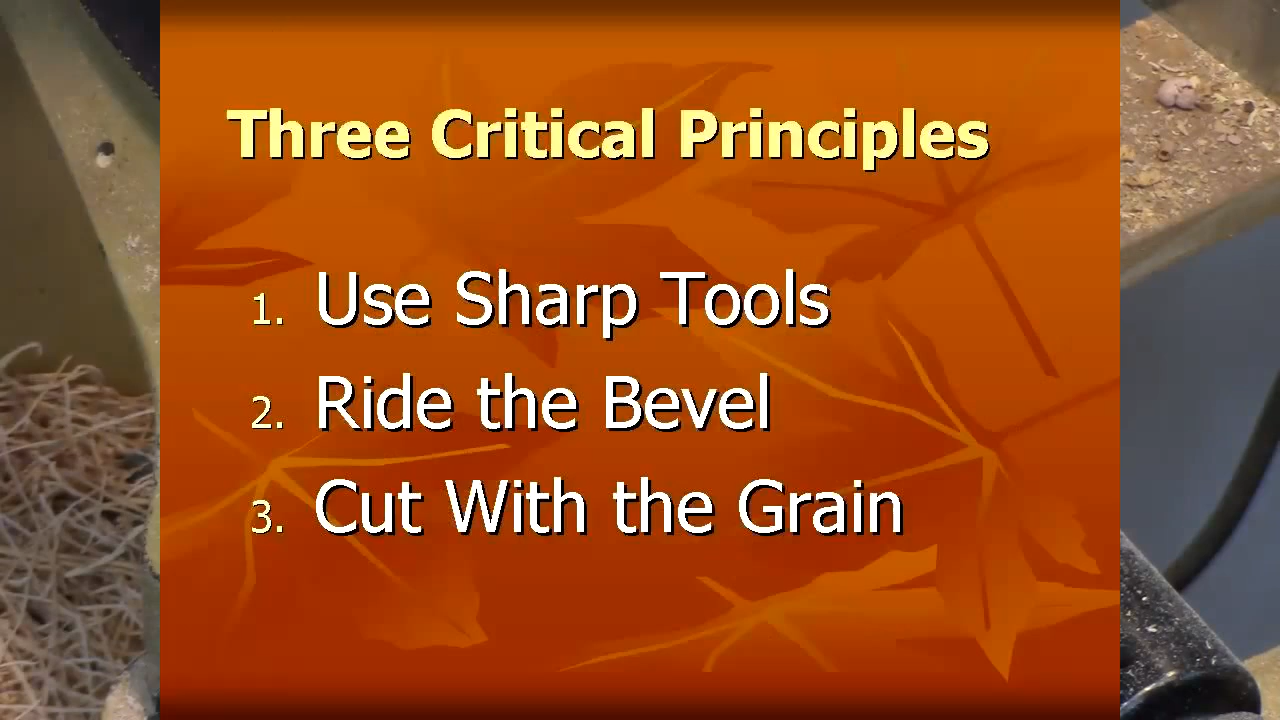 Three Critical Principles
1. Use Sharp Tools
2. Ride the Bevel
3. Cut With the Grain